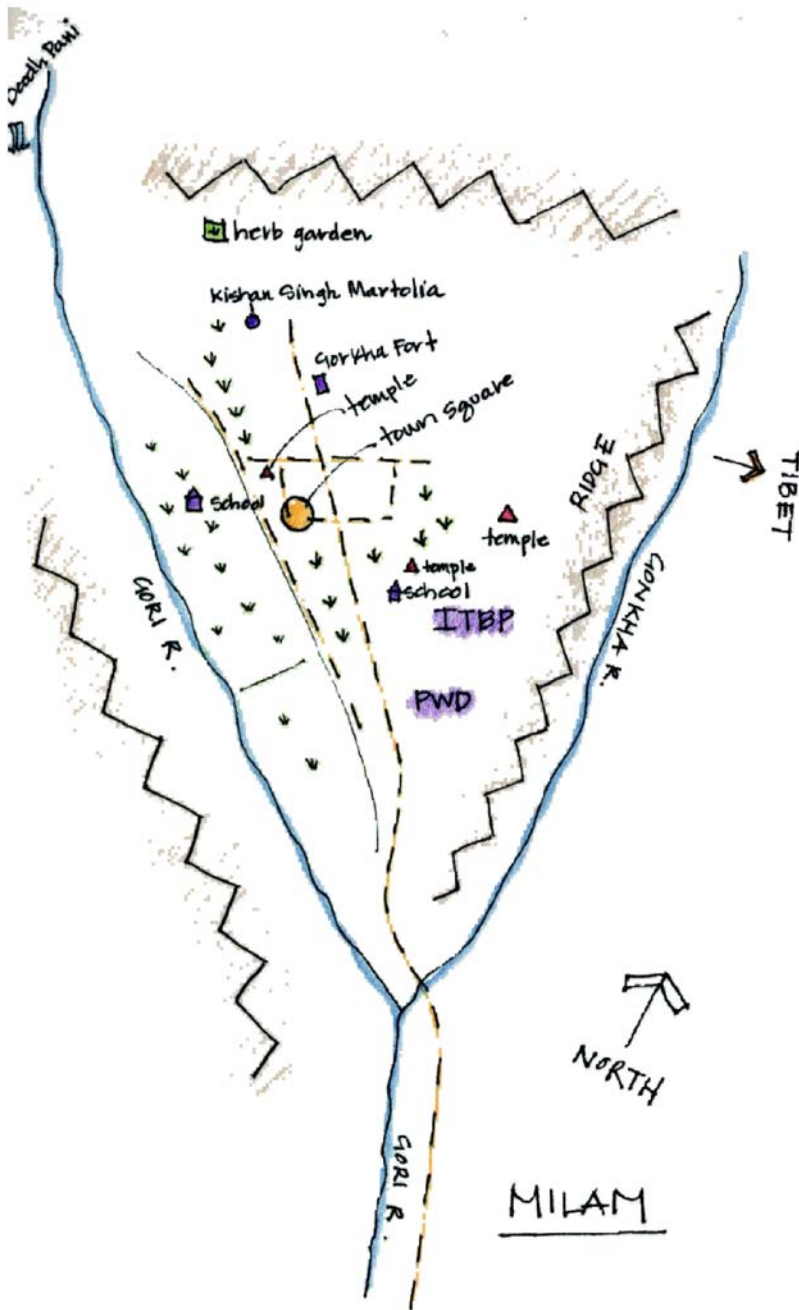 Doodh Pani
herb garden
Kishan Singh Martolia
Gorkha Fort
temple
town square
RIDGE
TIBET
school
temple
temple
school
ITBP
GORI R.
GONKHA R.
PWD
NORTH
GORI R.
MILAM